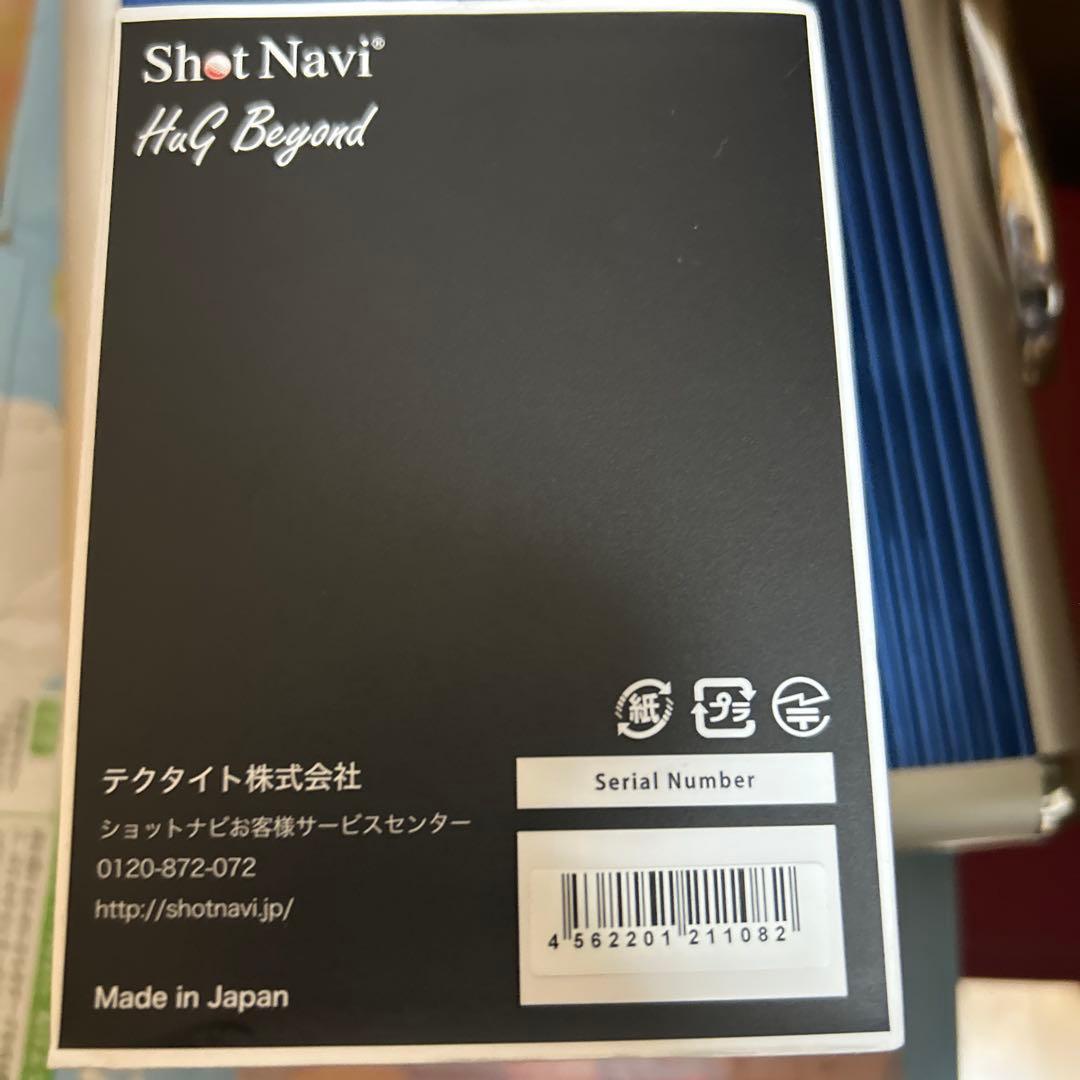 Shot Navi®
HuG Beyond
紙
プラ
テクタイト株式会社
ショットナビお客様サービスセンター
0120-872-072
http://shotnavi.jp/
Made in Japan
Serial Number
4 562201 211082